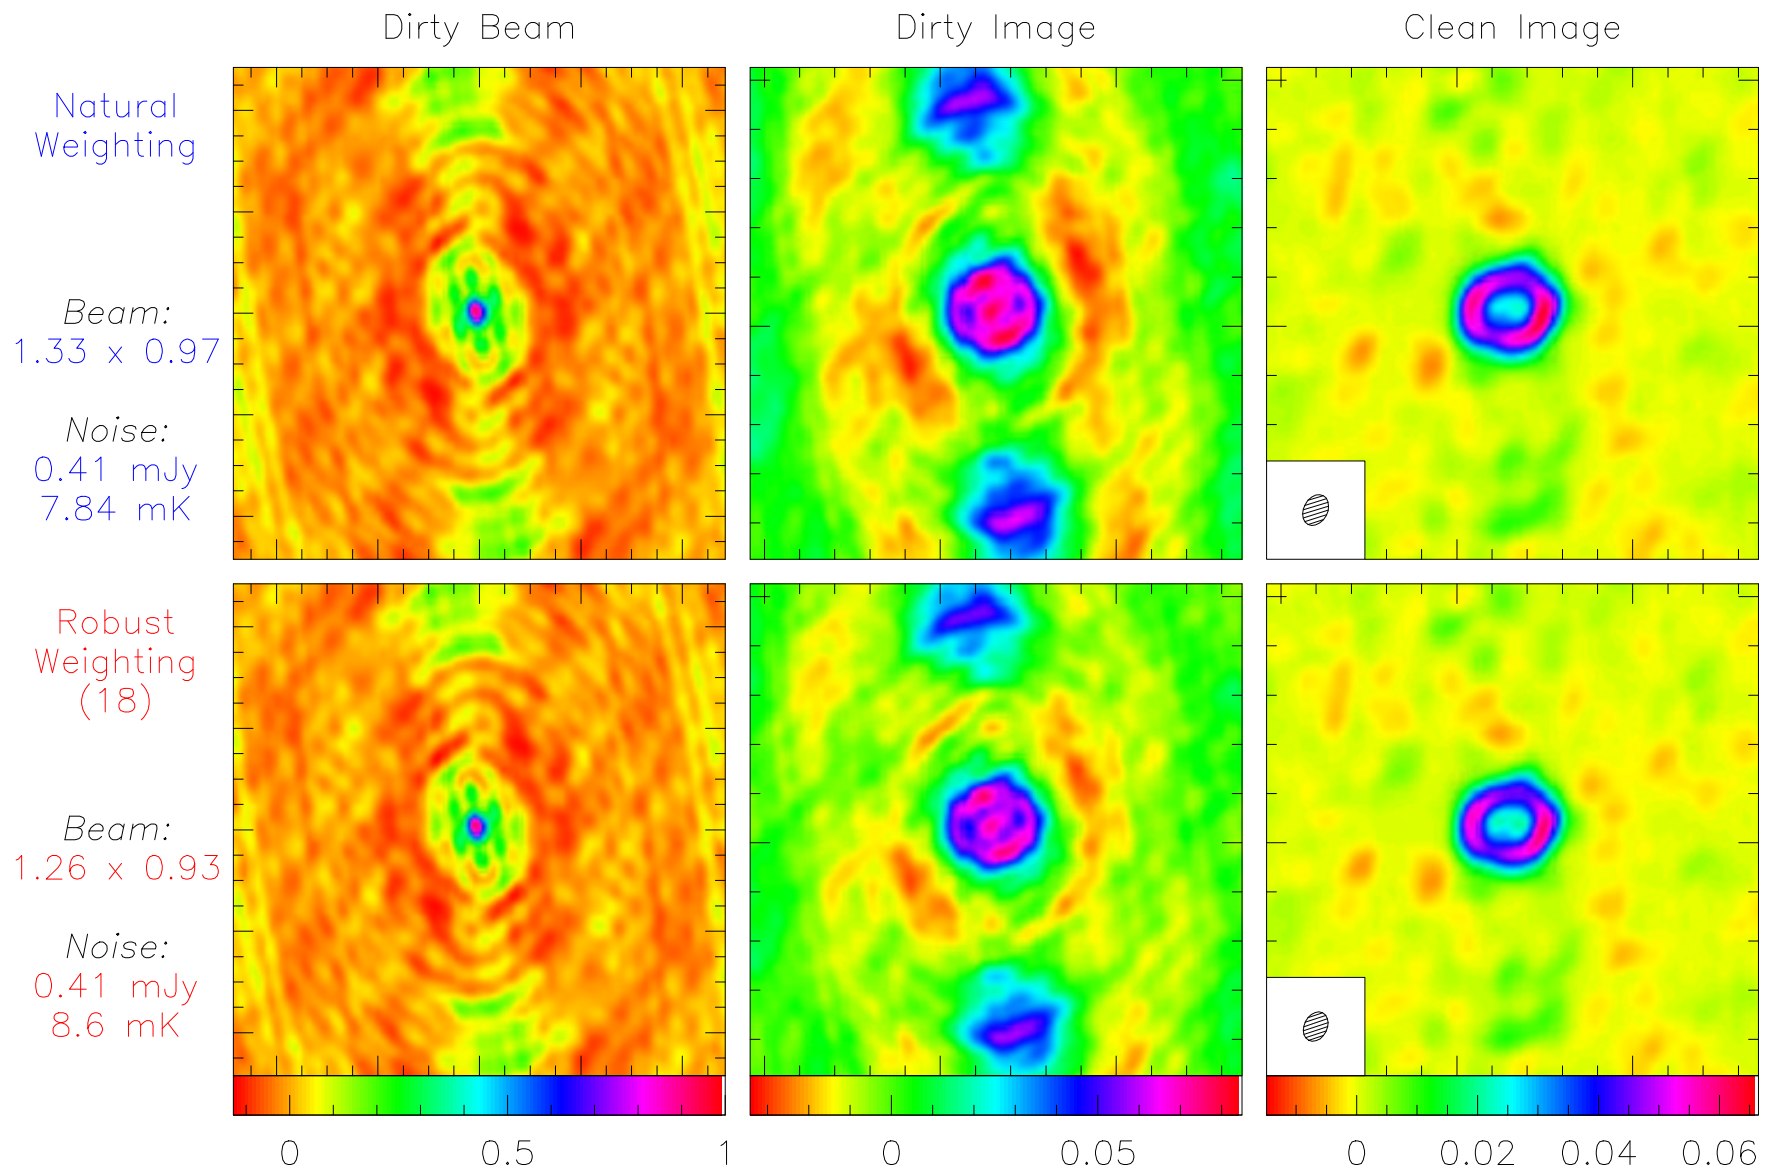 Dirty Beam
Dirty Image
Clean Image
Natural
Weighting
Beam:
1.33 x 0.97
Noise:
0.41 mJy
7.84 mK
Robust
Weighting
(18)
Beam:
1.26 x 0.93
Noise:
0.41 mJy
8.6 mK
0 0.5 1
0 0.05
0 0.02 0.04 0.06